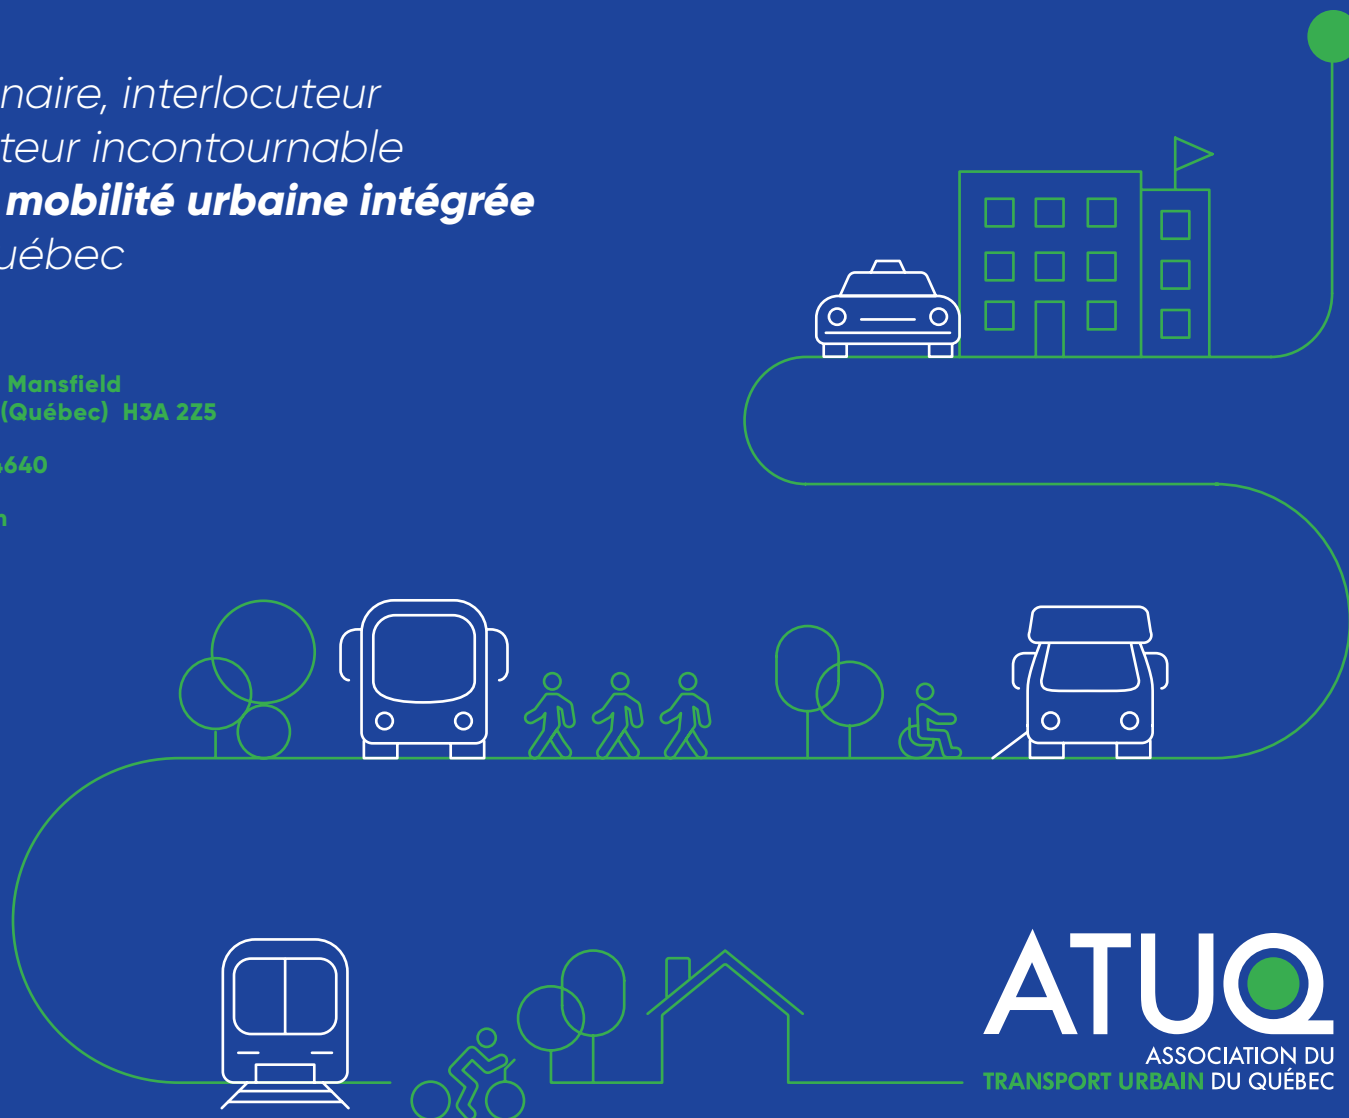 naire, interlocuteur
teur incontournable
mobilité urbaine intégrée
uébec
Mansfield
(Québec) H3A 2Z5
4640
n
ATUQ
ASSOCIATION DU
TRANSPORT URBAIN DU QUÉBEC